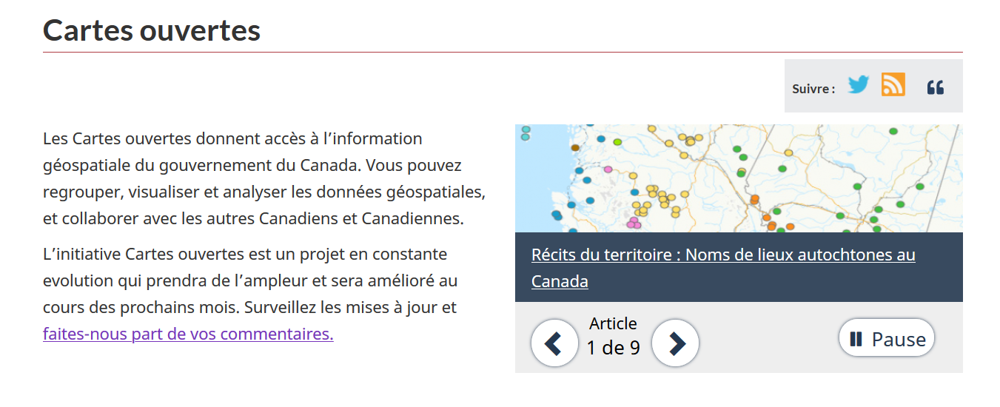 Cartes ouvertes
Suivre :
Les Cartes ouvertes donnent accès à l’information
géospatiale du gouvernement du Canada. Vous pouvez
regrouper, visualiser et analyser les données géospatiales,
et collaborer avec les autres Canadiens et Canadiennes.
L’initiative Cartes ouvertes est un projet en constante
evolution qui prendra de l’ampleur et sera amélioré au
cours des prochains mois. Surveillez les mises à jour et
faites-nous part de vos commentaires.
Récits du territoire : Noms de lieux autochtones au
Canada
Article
1 de 9
Pause